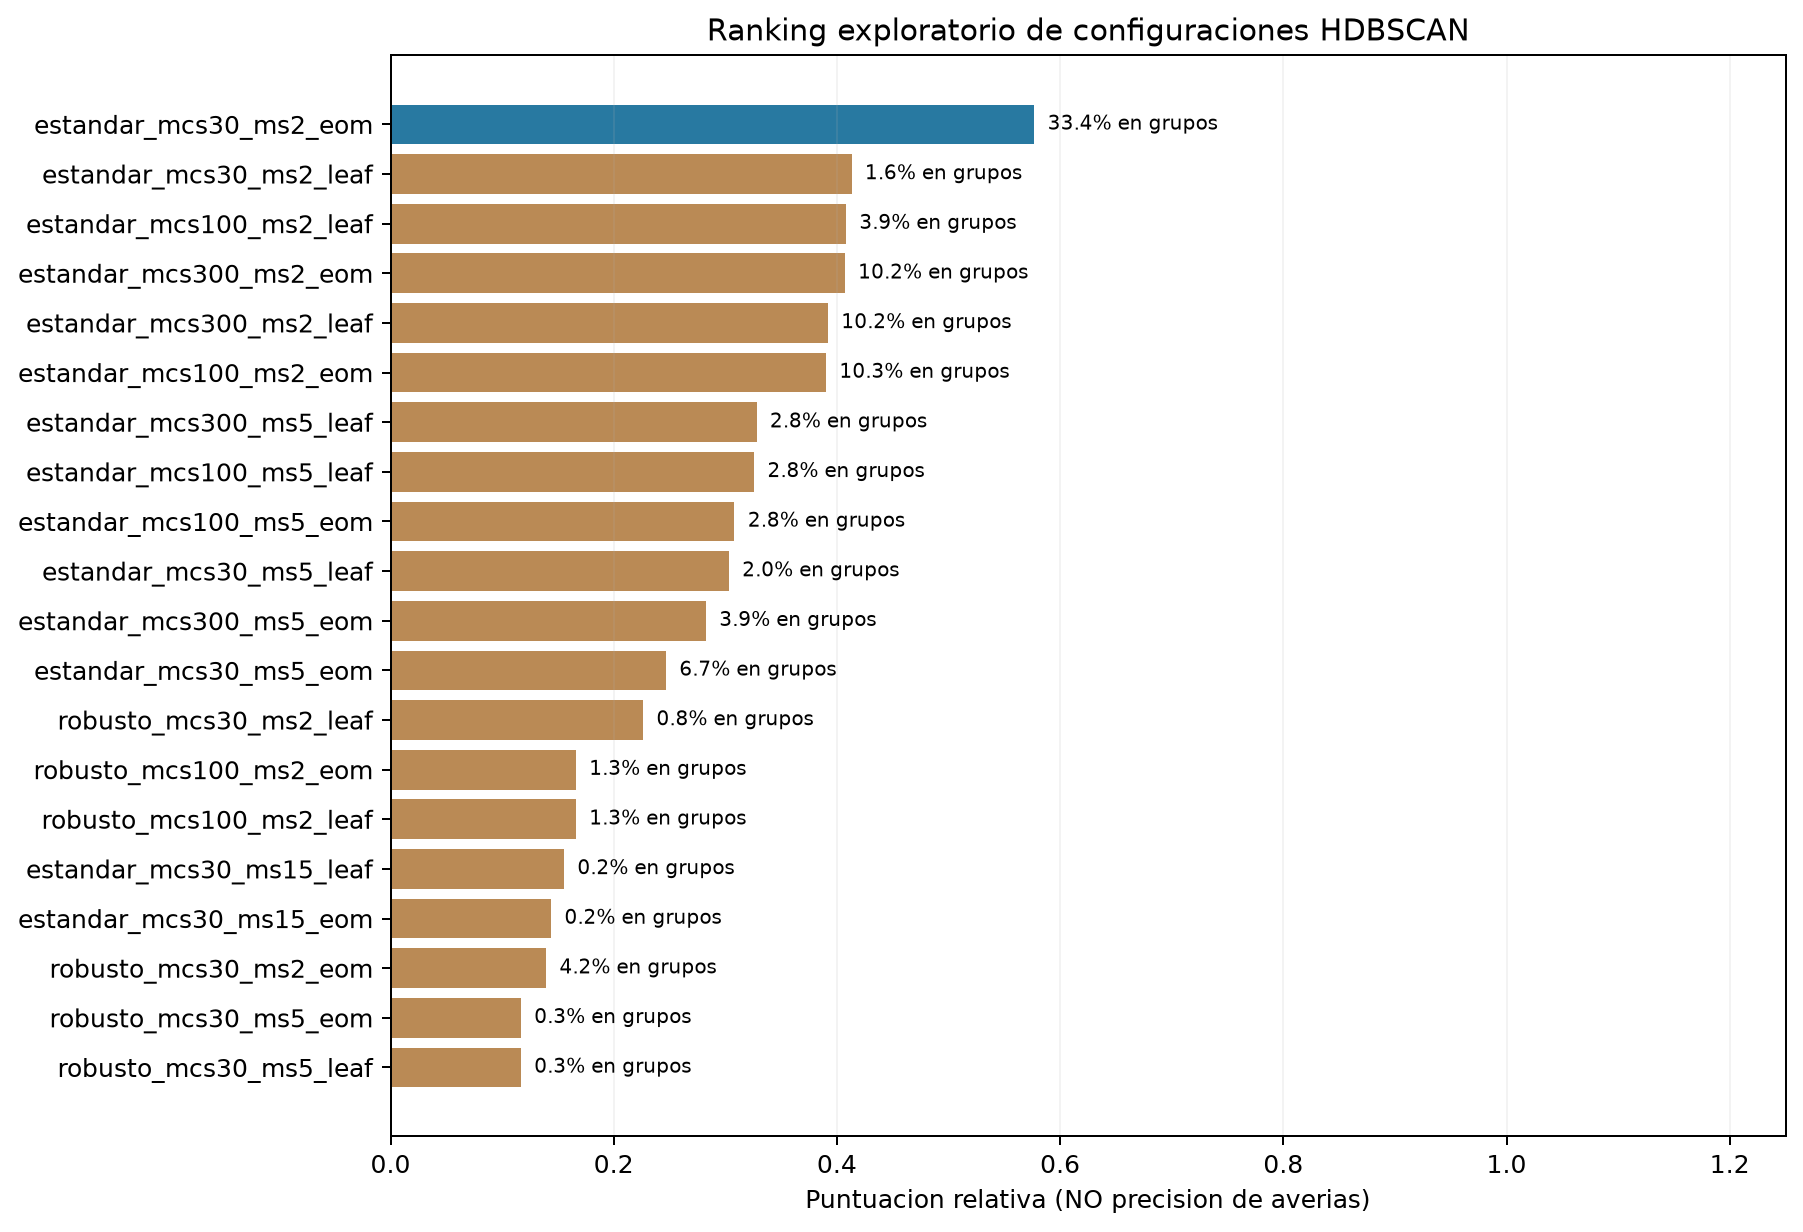 Ranking exploratorio de configuraciones HDBSCAN
estandar_mcs30_ms2_eom 33.4% en grupos
estandar_mcs30_ms2_leaf 1.6% en grupos
estandar_mcs100_ms2_leaf 3.9% en grupos
estandar_mcs300_ms2_eom 10.2% en grupos
estandar_mcs300_ms2_leaf 10.2% en grupos
estandar_mcs100_ms2_eom 10.3% en grupos
estandar_mcs300_ms5_leaf 2.8% en grupos
estandar_mcs100_ms5_leaf 2.8% en grupos
estandar_mcs100_ms5_eom 2.8% en grupos
estandar_mcs30_ms5_leaf 2.0% en grupos
estandar_mcs300_ms5_eom 3.9% en grupos
estandar_mcs30_ms5_eom 6.7% en grupos
robusto_mcs30_ms2_leaf 0.8% en grupos
robusto_mcs100_ms2_eom 1.3% en grupos
robusto_mcs100_ms2_leaf 1.3% en grupos
estandar_mcs30_ms15_leaf 0.2% en grupos
estandar_mcs30_ms15_eom 0.2% en grupos
robusto_mcs30_ms2_eom 4.2% en grupos
robusto_mcs30_ms5_eom 0.3% en grupos
robusto_mcs30_ms5_leaf 0.3% en grupos
0.0 0.2 0.4 0.6 0.8 1.0 1.2
Puntuacion relativa (NO precision de averias)